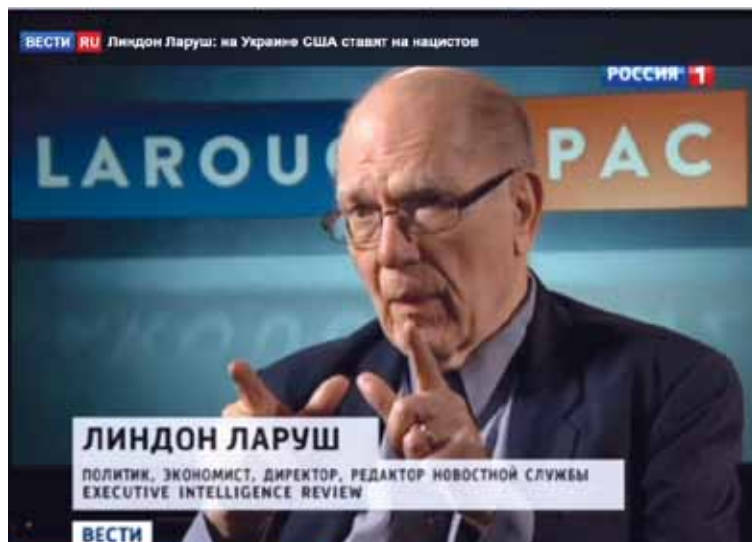 ВЕСТИ RU Линдон Ларуш: на Украине США ставят на нацистов
РОССИЯ 1
LAROU PAC
ЛИНДОН ЛАРУШ
ПОЛИТИК, ЭКОНОМИСТ, ДИРЕКТОР, РЕДАКТОР НОВОСТНОЙ СЛУЖБЫ
EXECUTIVE INTELLIGENCE REVIEW
ВЕСТИ